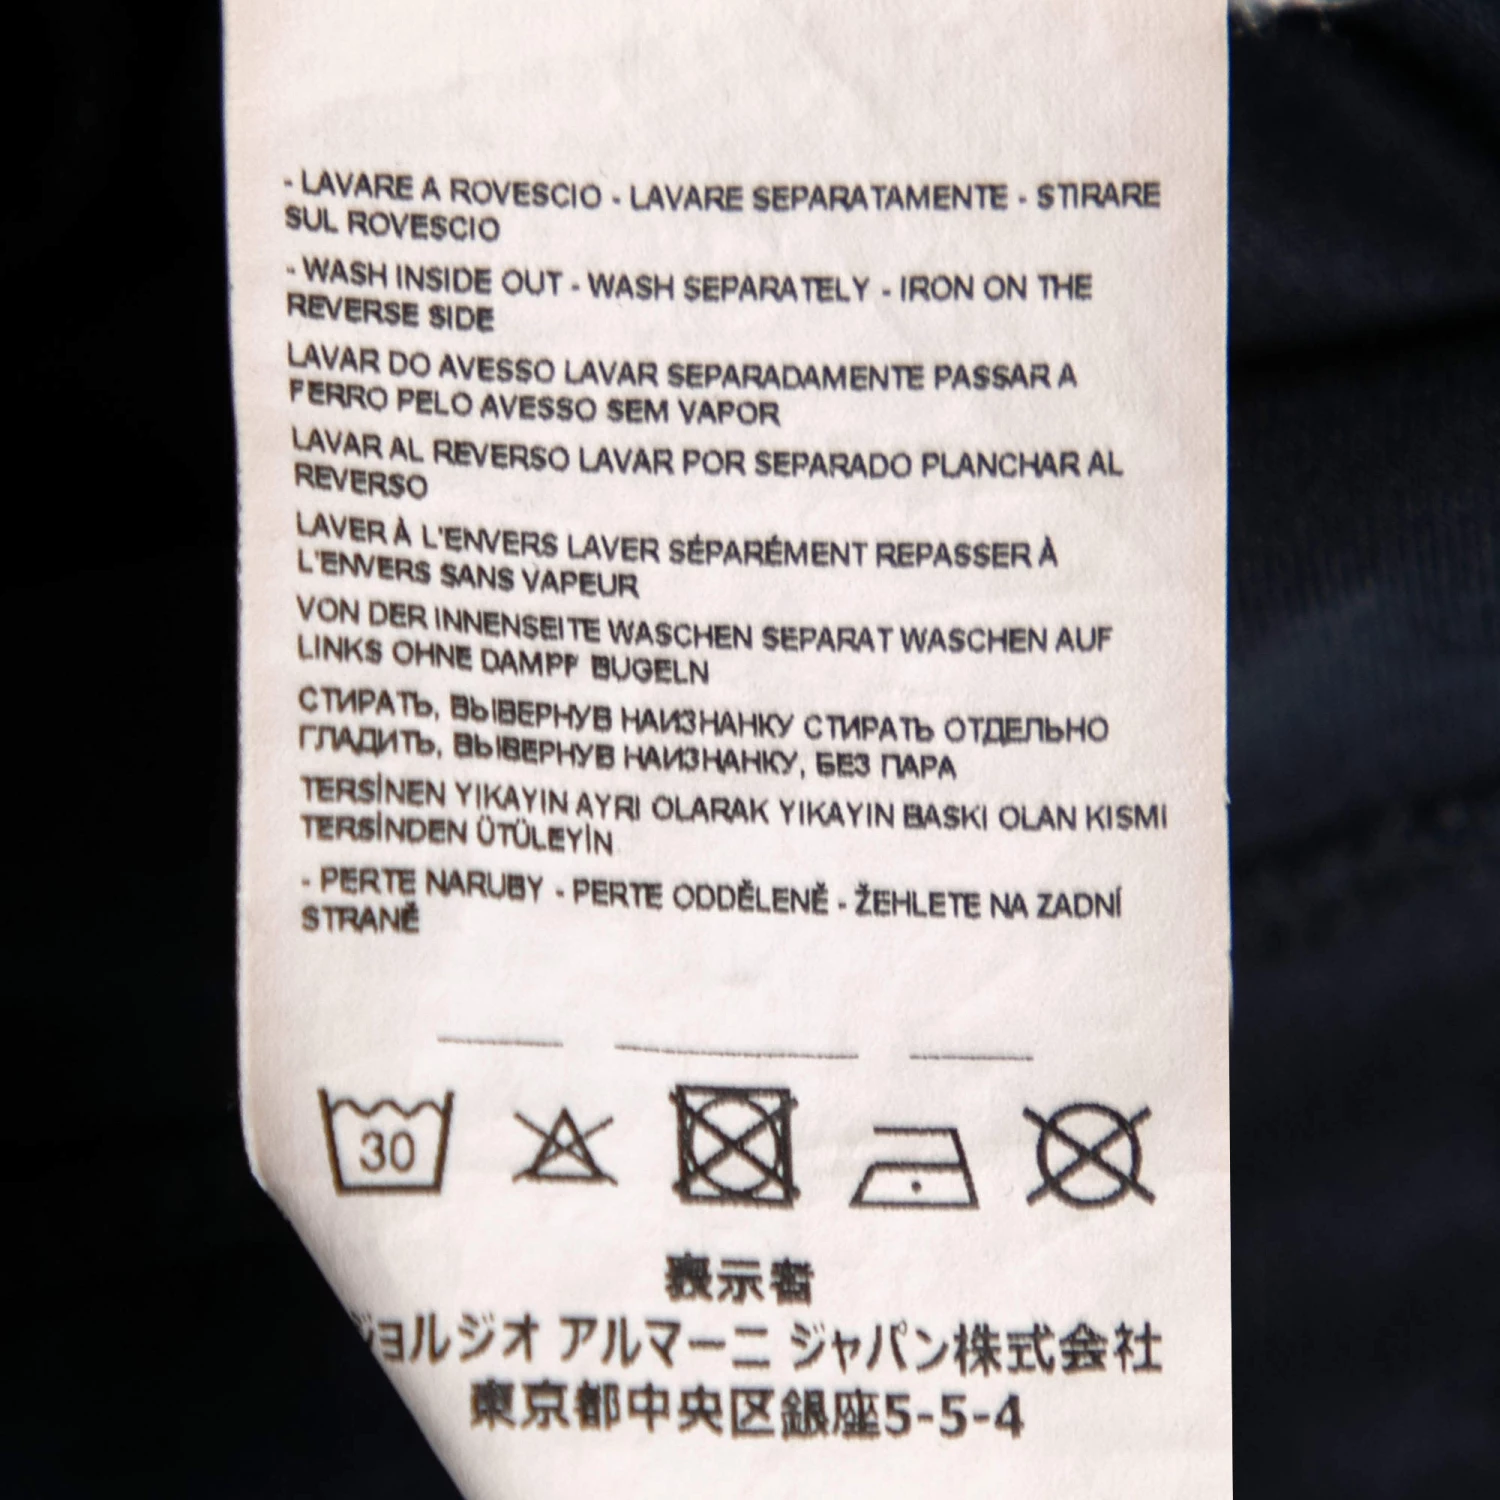 - LAVARE A ROVESCIO - LAVARE SEPARATAMENTE - STIRARE
SUL ROVESCIO
- WASH INSIDE OUT - WASH SEPARATELY - IRON ON THE
REVERSE SIDE
LAVAR DO AVESSO LAVAR SEPARADAMENTE PASSAR A
FERRO PELO AVESSO SEM VAPOR
LAVAR AL REVERSO LAVAR POR SEPARADO PLANCHAR AL
REVERSO
LAVER À L'ENVERS LAVER SÉPARÉMENT REPASSER À
L'ENVERS SANS VAPEUR
VON DER INNENSEITE WASCHEN SEPARAT WASCHEN AUF
LINKS OHNE DAMPF BUGELN
СТИРАТЬ, ВЫВЕРНУВ НАИЗНАНКУ СТИРАТЬ ОТДЕЛЬНО
ГЛАДИТЬ, ВЫВЕРНУВ НАИЗНАНКУ, БЕЗ ПАРА
TERSİNEN YIKAYIN AYRI OLARAK YIKAYIN BASKI OLAN KISMI
TERSİNDEN ÜTÜLEYİN
- PERTE NARUBY - PERTE ODDĚLENĚ - ŽEHLETE NA ZADNÍ
STRANĚ
30
表示者
ジョルジオ アルマーニ ジャパン株式会社
東京都中央区銀座5-5-4